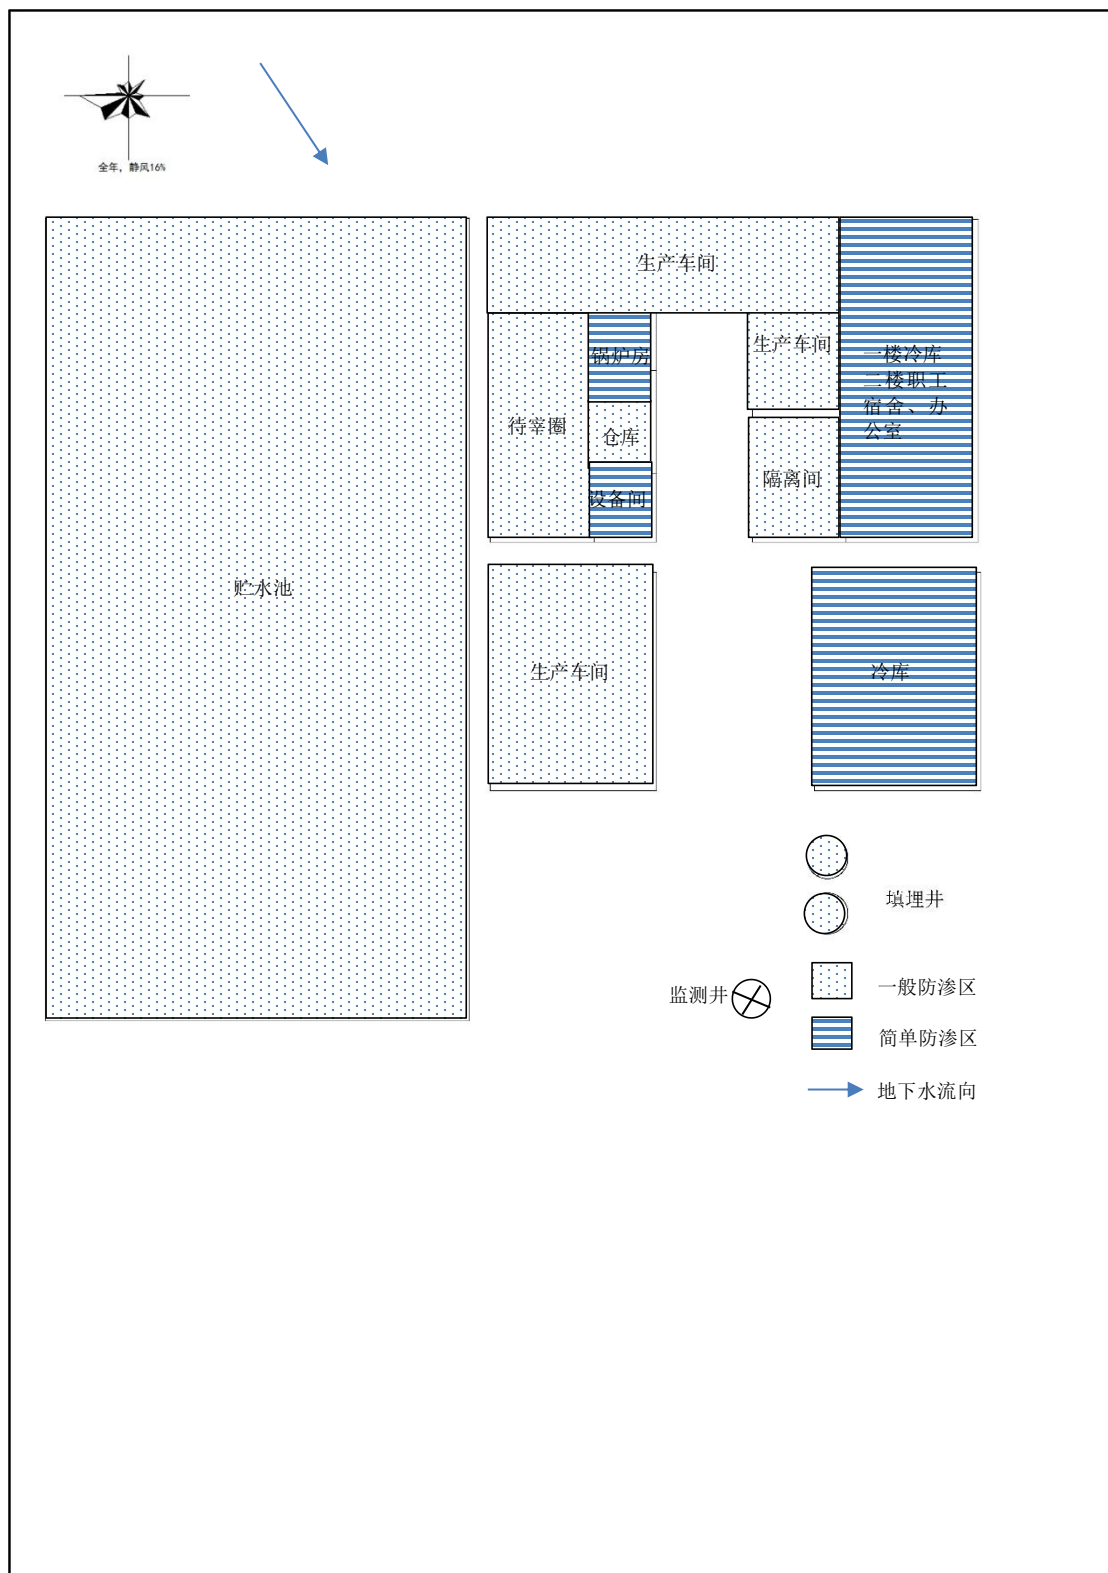 全年，静风16%
生产车间
锅炉房
生产车间
一楼冷库
二楼职工
宿舍、办
公室
待宰圈
仓库
隔离间
设备间
贮水池
生产车间
冷库
填埋井
监测井
一般防渗区
简单防渗区
地下水流向